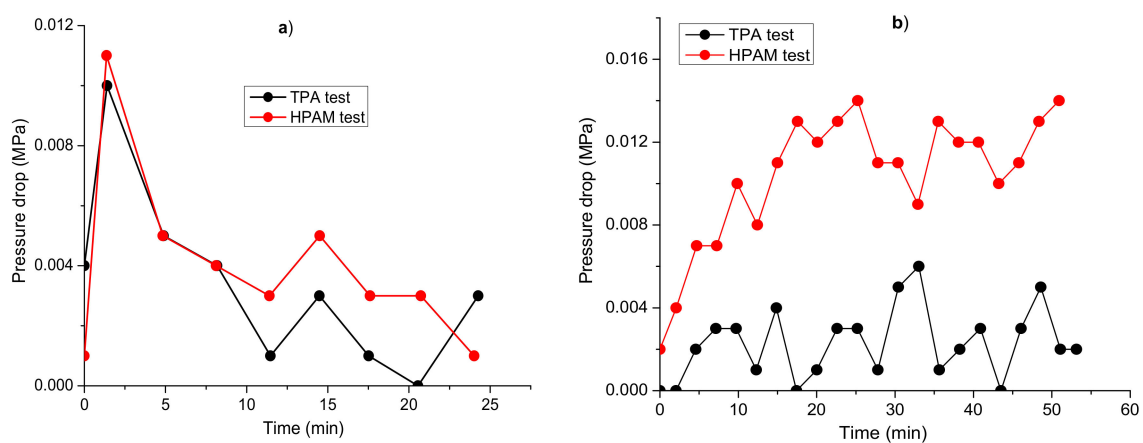 a)
0.012
0.008
0.004
0.000
Pressure drop (MPa)
TPA test
HPAM test
0 5 10 15 20 25
Time (min)
b)
0.016
0.012
0.008
0.004
0.000
Pressure drop (MPa)
TPA test
HPAM test
0 10 20 30 40 50 60
Time (min)